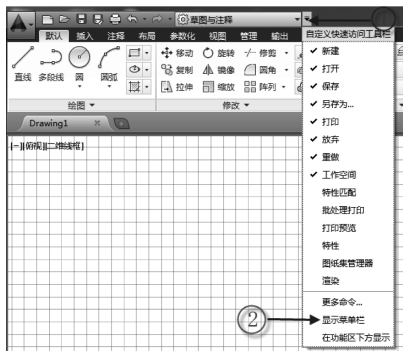 草图与注释
①
默认 插入 注释 布局 参数化 视图 管理 输出
自定义快速访问工具栏
直线 多段线 圆 圆弧
移动 旋转 修剪
复制 镜像 圆角
拉伸 缩放 阵列
绘图
修改
Drawing1
[-][俯视][二维线框]
新建
打开
保存
另存为...
打印
放弃
重做
工作空间
特性匹配
批处理打印
打印预览
特性
图纸集管理器
渲染
更多命令...
② 显示菜单栏
在功能区下方显示